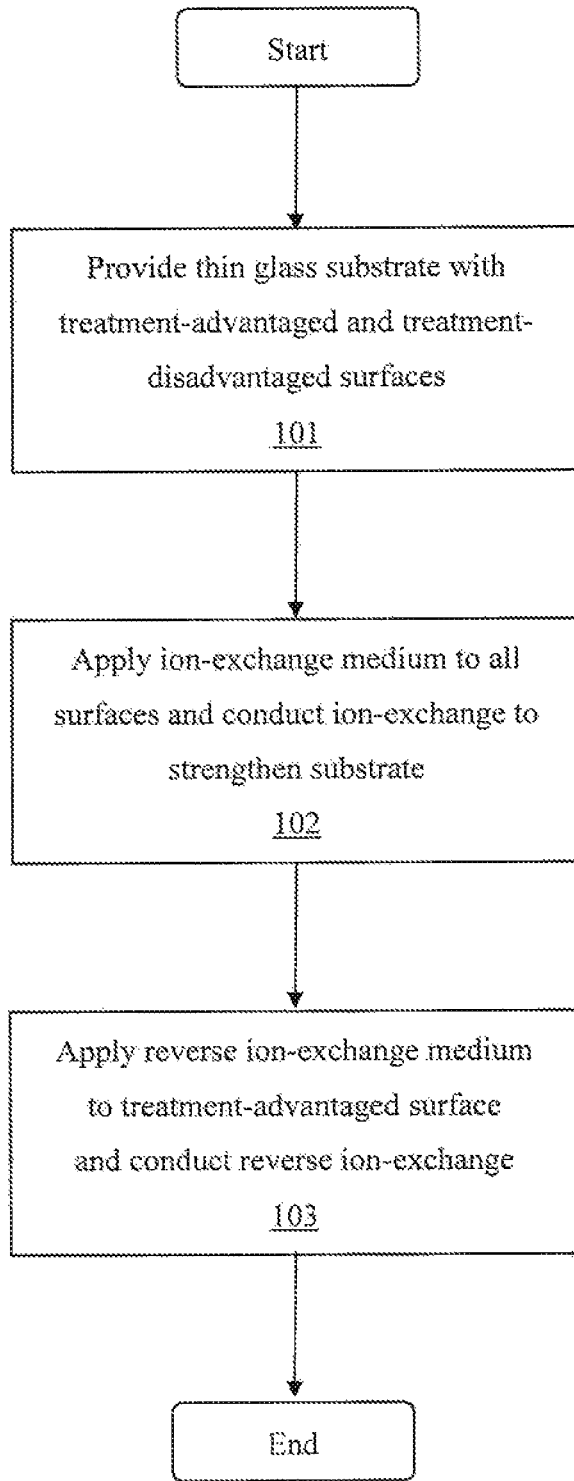 Start
Provide thin glass substrate with
treatment-advantaged and treatment-
disadvantaged surfaces
101
Apply ion-exchange medium to all
surfaces and conduct ion-exchange to
strengthen substrate
102
Apply reverse ion-exchange medium
to treatment-advantaged surface
and conduct reverse ion-exchange
103
End